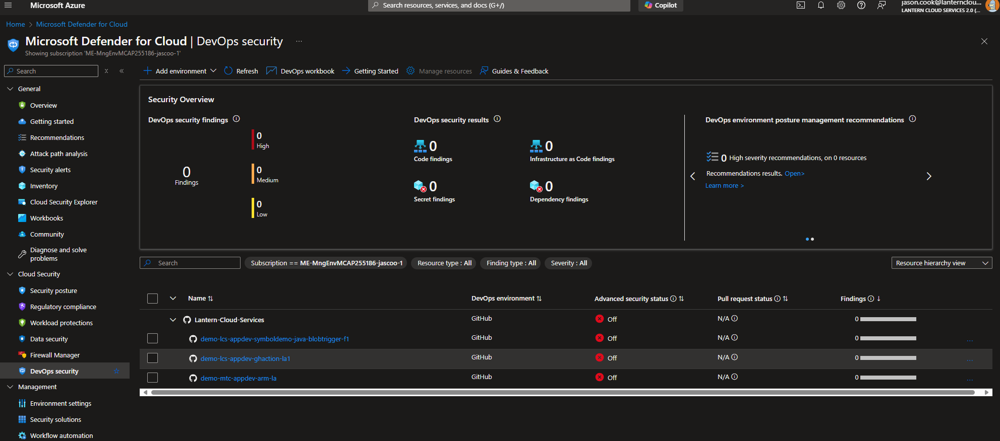 Microsoft Azure
Search resources, services, and docs (G+/)
Copilot
jason.cook@lanternclou...
LANTERN CLOUD SERVICES 2.0 (...
Home > Microsoft Defender for Cloud
Microsoft Defender for Cloud | DevOps security ...
Showing subscription 'ME-MngEnvMCAP255186-jascoo-1'
Search
General
Overview
Getting started
Recommendations
Attack path analysis
Security alerts
Inventory
Cloud Security Explorer
Workbooks
Community
Diagnose and solve
problems
Cloud Security
Security posture
Regulatory compliance
Workload protections
Data security
Firewall Manager
DevOps security
Management
Environment settings
Security solutions
Workflow automation
Add environment Refresh DevOps workbook Getting Started Manage resources Guides & Feedback
Security Overview
DevOps security findings
0
Findings
0
High
0
Medium
0
Low
DevOps security results
0
Code findings
0
Infrastructure as Code findings
0
Secret findings
0
Dependency findings
DevOps environment posture management recommendations
0 High severity recommendations, on 0 resources
Recommendations results. Open>
Learn more >
Search
Subscription == ME-MngEnvMCAP255186-jascoo-1
Resource type : All
Finding type : All
Severity : All
Resource hierarchy view
Name DevOps environment Advanced security status Pull request status Findings
Lantern-Cloud-Services GitHub Off N/A 0
demo-lcs-appdev-symboldemo-java-blobtrigger-f1 GitHub Off N/A 0 ...
demo-lcs-appdev-ghaction-la1 GitHub Off N/A 0 ...
demo-mtc-appdev-arm-la GitHub Off N/A 0 ...